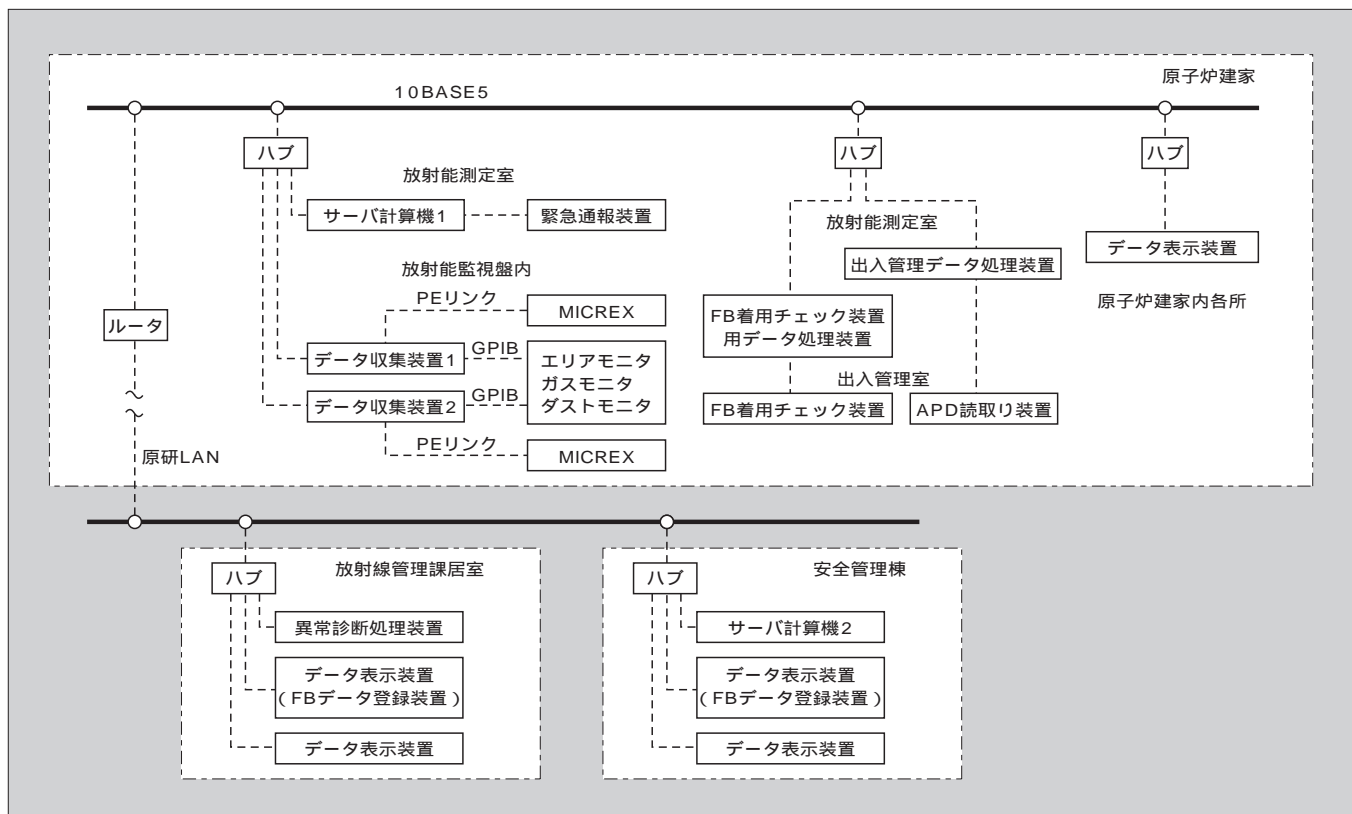 原子炉建家
10BASE5
ハブ
ハブ
ハブ
放射能測定室
サーバ計算機1
緊急通報装置
放射能測定室
データ表示装置
出入管理データ処理装置
放射能監視盤内
原子炉建家内各所
PEリンク
MICREX
FB着用チェック装置
用データ処理装置
ルータ
データ収集装置1
GPIB
エリアモニタ
ガスモニタ
ダストモニタ
出入管理室
データ収集装置2
GPIB
FB着用チェック装置
APD読取り装置
PEリンク
MICREX
原研LAN
ハブ
放射線管理課居室
異常診断処理装置
データ表示装置
(FBデータ登録装置)
データ表示装置
ハブ
安全管理棟
サーバ計算機2
データ表示装置
(FBデータ登録装置)
データ表示装置